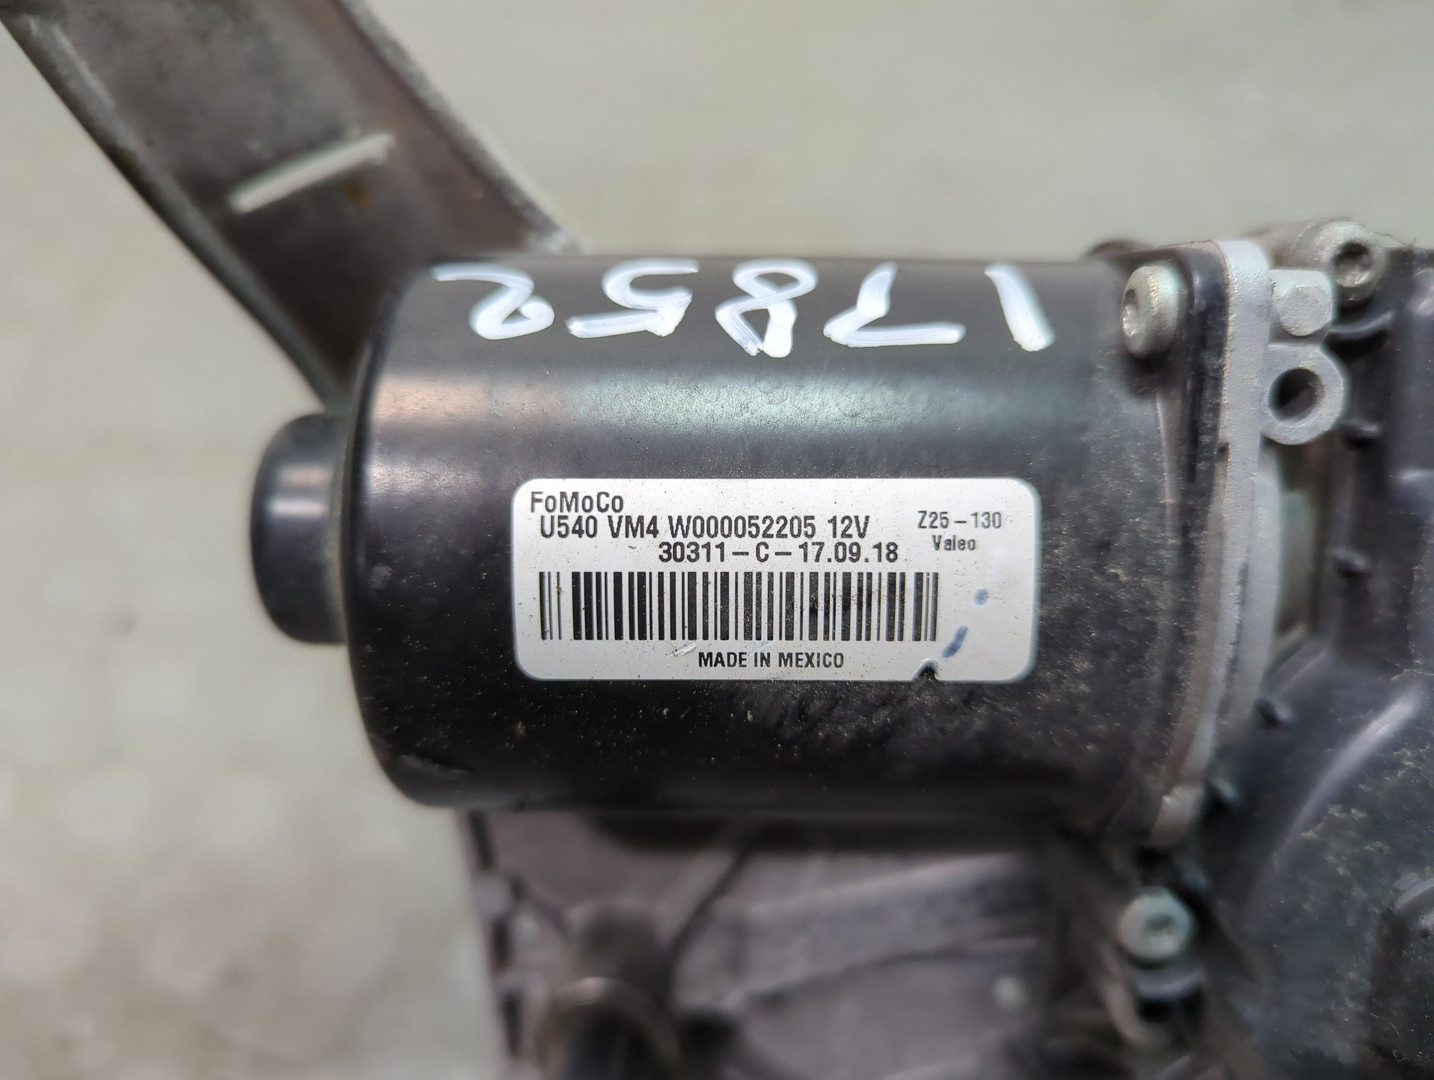 17852
FoMoCo
U540 VM4 W000052205 12V
Z25-130
30311-C-17.09.18
Valeo
MADE IN MEXICO